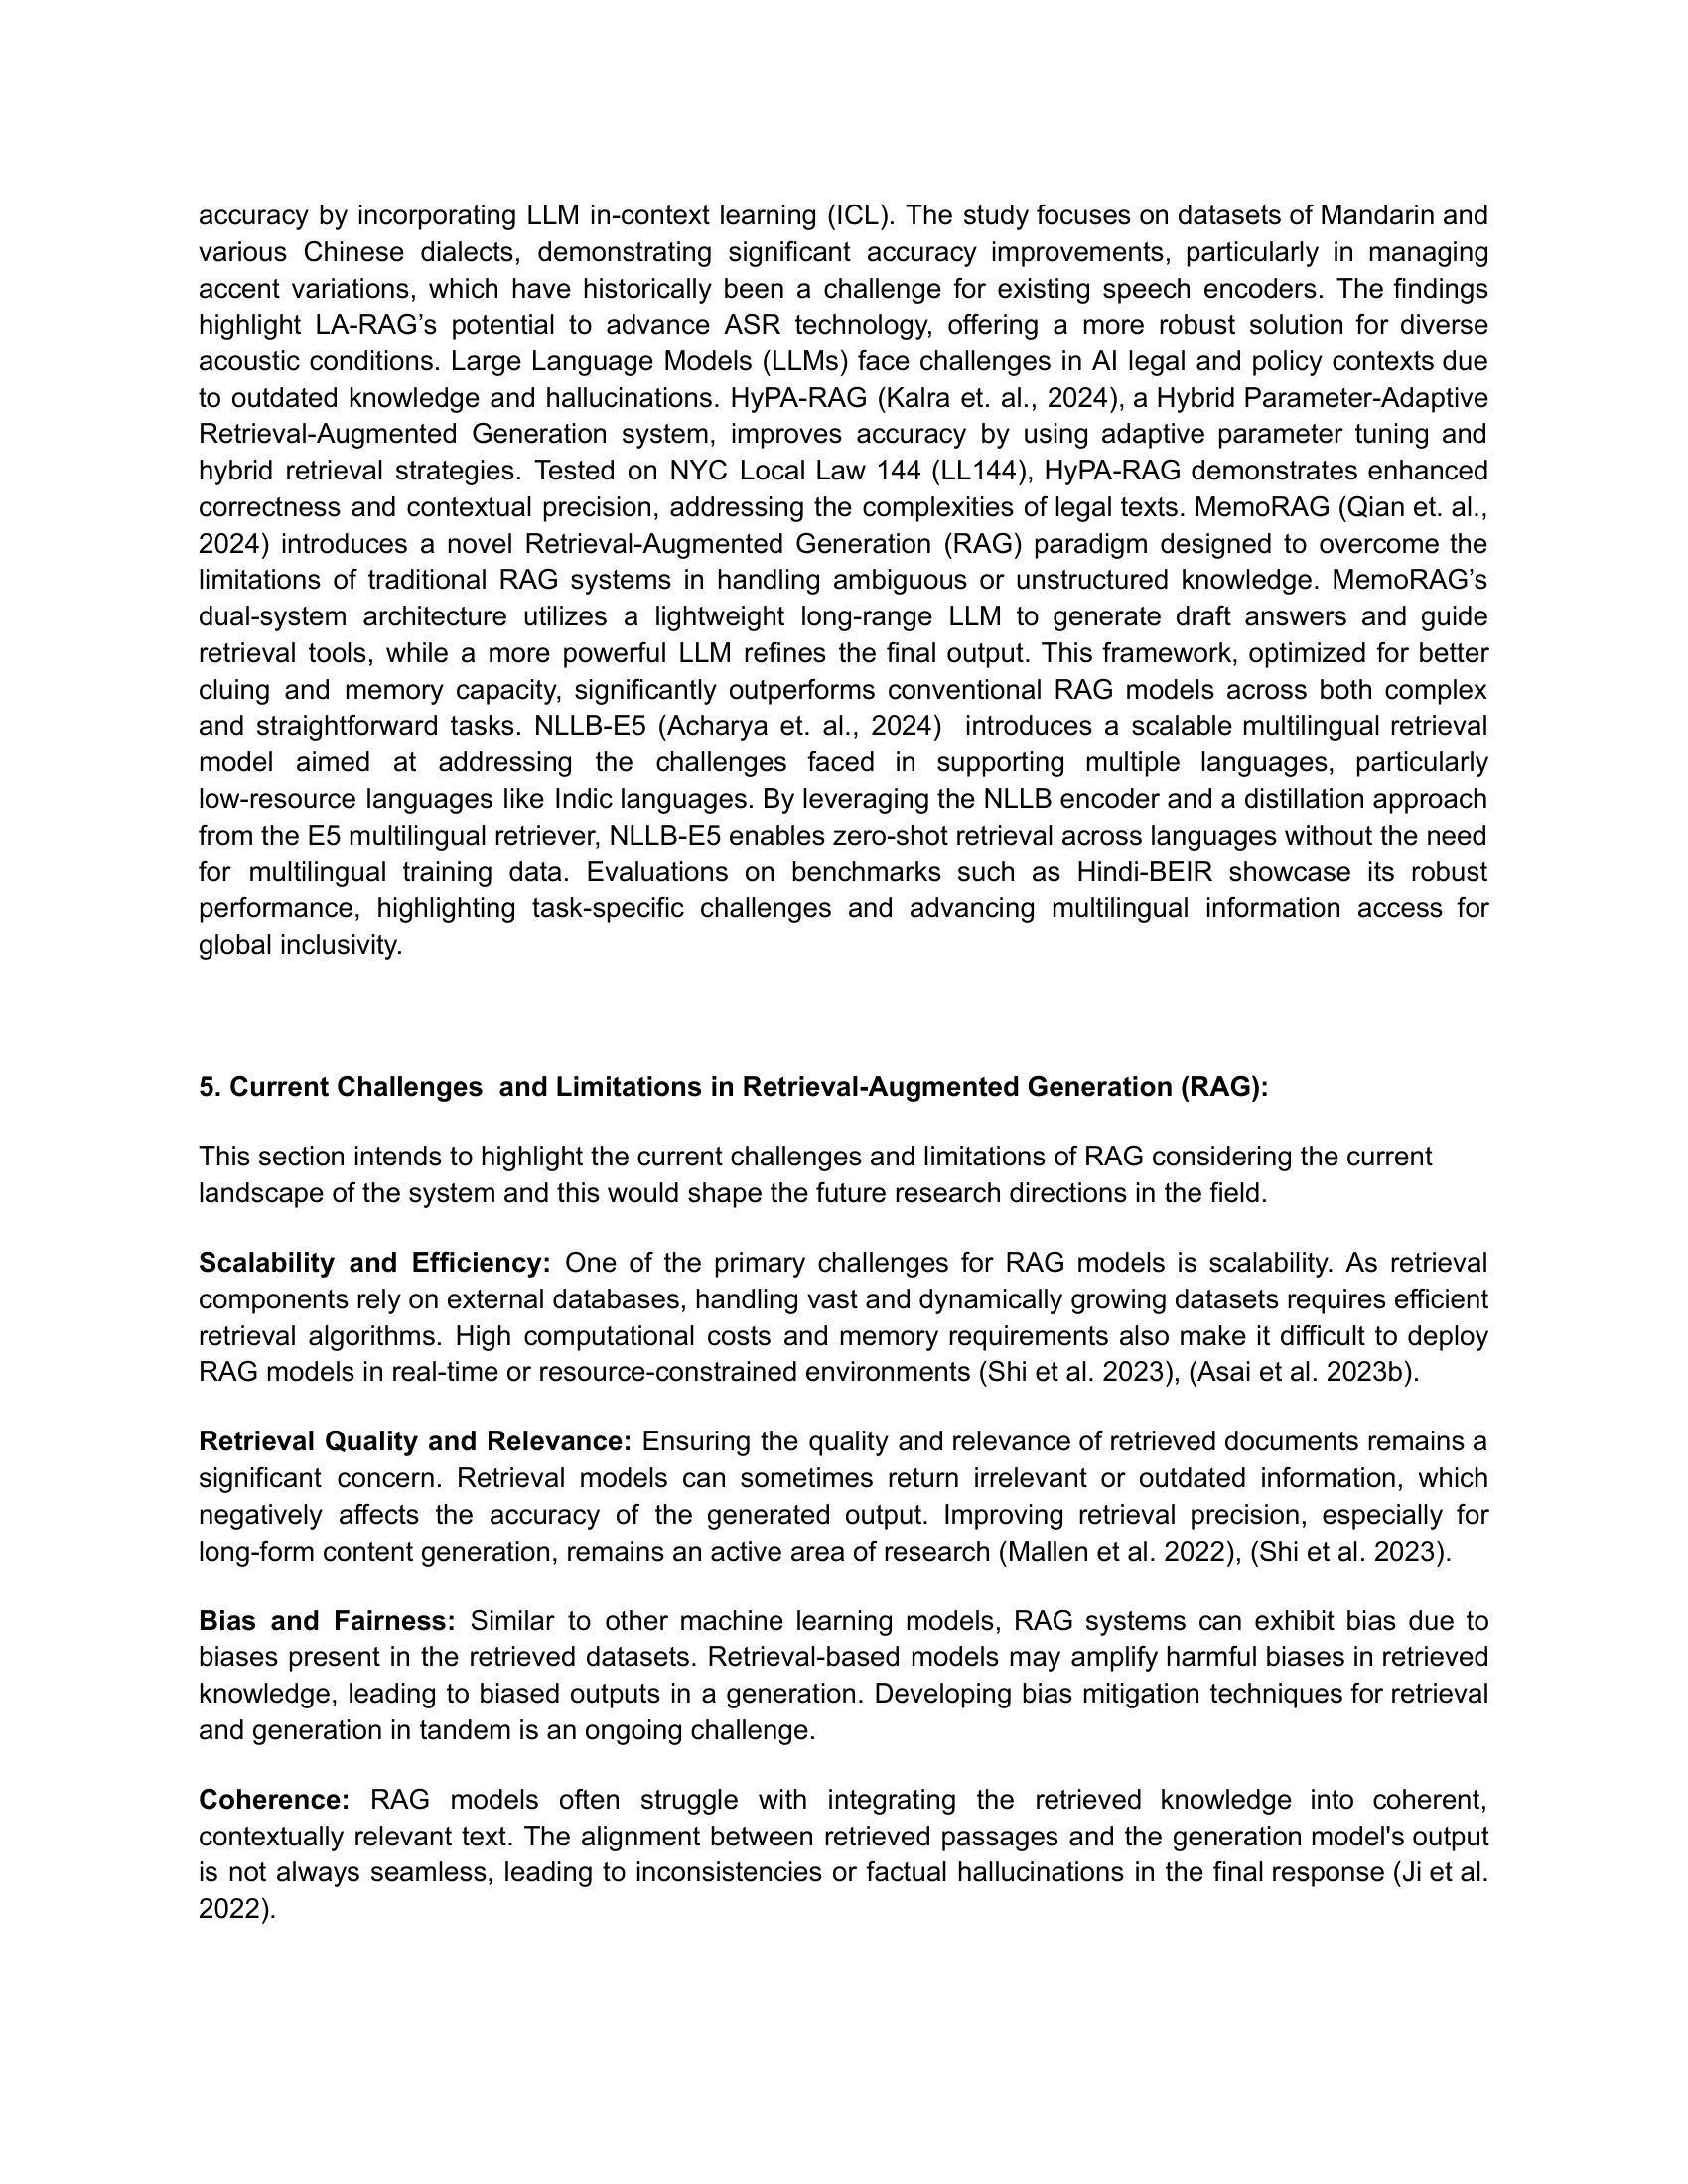 accuracy by incorporating LLM in-context learning (ICL). The study focuses on datasets of Mandarin and
various Chinese dialects, demonstrating significant accuracy improvements, particularly in managing
accent variations, which have historically been a challenge for existing speech encoders. The findings
highlight LA-RAG’s potential to advance ASR technology, offering a more robust solution for diverse
acoustic conditions. Large Language Models (LLMs) face challenges in AI legal and policy contexts due
to outdated knowledge and hallucinations. HyPA-RAG (Kalra et. al., 2024), a Hybrid Parameter-Adaptive
Retrieval-Augmented Generation system, improves accuracy by using adaptive parameter tuning and
hybrid retrieval strategies. Tested on NYC Local Law 144 (LL144), HyPA-RAG demonstrates enhanced
correctness and contextual precision, addressing the complexities of legal texts. MemoRAG (Qian et. al.,
2024) introduces a novel Retrieval-Augmented Generation (RAG) paradigm designed to overcome the
limitations of traditional RAG systems in handling ambiguous or unstructured knowledge. MemoRAG’s
dual-system architecture utilizes a lightweight long-range LLM to generate draft answers and guide
retrieval tools, while a more powerful LLM refines the final output. This framework, optimized for better
cluing and memory capacity, significantly outperforms conventional RAG models across both complex
and straightforward tasks. NLLB-E5 (Acharya et. al., 2024)  introduces a scalable multilingual retrieval
model aimed at addressing the challenges faced in supporting multiple languages, particularly
low-resource languages like Indic languages. By leveraging the NLLB encoder and a distillation approach
from the E5 multilingual retriever, NLLB-E5 enables zero-shot retrieval across languages without the need
for multilingual training data. Evaluations on benchmarks such as Hindi-BEIR showcase its robust
performance, highlighting task-specific challenges and advancing multilingual information access for
global inclusivity.
5. Current Challenges  and Limitations in Retrieval-Augmented Generation (RAG):
This section intends to highlight the current challenges and limitations of RAG considering the current
landscape of the system and this would shape the future research directions in the field.
Scalability and Efficiency: One of the primary challenges for RAG models is scalability. As retrieval
components rely on external databases, handling vast and dynamically growing datasets requires efficient
retrieval algorithms. High computational costs and memory requirements also make it difficult to deploy
RAG models in real-time or resource-constrained environments (Shi et al. 2023), (Asai et al. 2023b).
Retrieval Quality and Relevance: Ensuring the quality and relevance of retrieved documents remains a
significant concern. Retrieval models can sometimes return irrelevant or outdated information, which
negatively affects the accuracy of the generated output. Improving retrieval precision, especially for
long-form content generation, remains an active area of research (Mallen et al. 2022), (Shi et al. 2023).
Bias and Fairness: Similar to other machine learning models, RAG systems can exhibit bias due to
biases present in the retrieved datasets. Retrieval-based models may amplify harmful biases in retrieved
knowledge, leading to biased outputs in a generation. Developing bias mitigation techniques for retrieval
and generation in tandem is an ongoing challenge.
Coherence: RAG models often struggle with integrating the retrieved knowledge into coherent,
contextually relevant text. The alignment between retrieved passages and the generation model's output
is not always seamless, leading to inconsistencies or factual hallucinations in the final response (Ji et al.
2022).